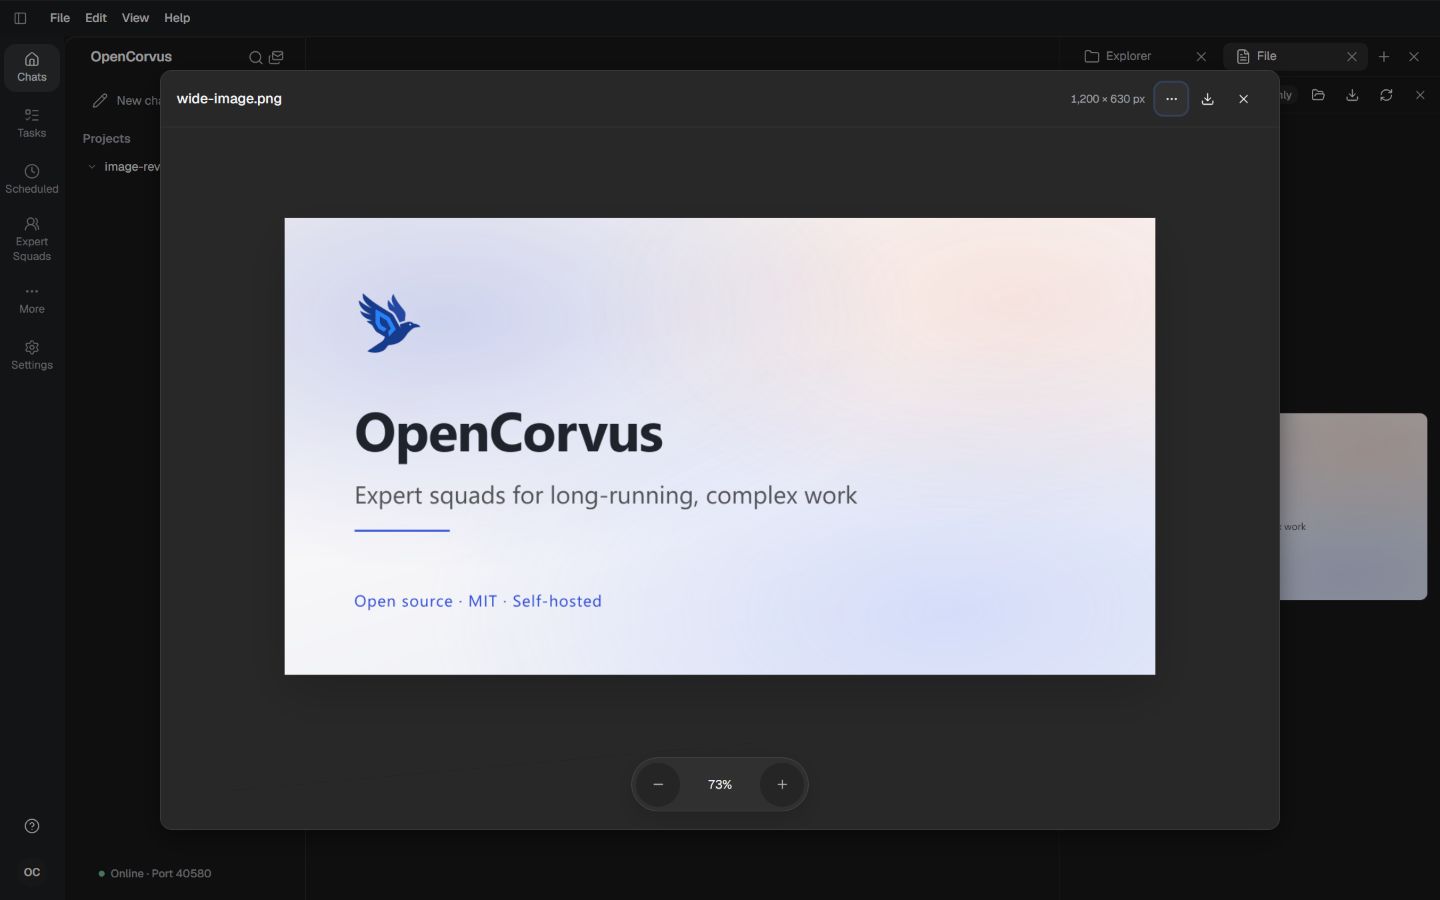 File Edit View Help
OpenCorvus
Explorer
File
Chats
New cha
wide-image.png
1,200 × 630 px
nly
Tasks
Projects
image-rev
Scheduled
Expert
Squads
More
Settings
OpenCorvus
Expert squads for long-running, complex work
Open source · MIT · Self-hosted
work
73%
OC
Online · Port 40580